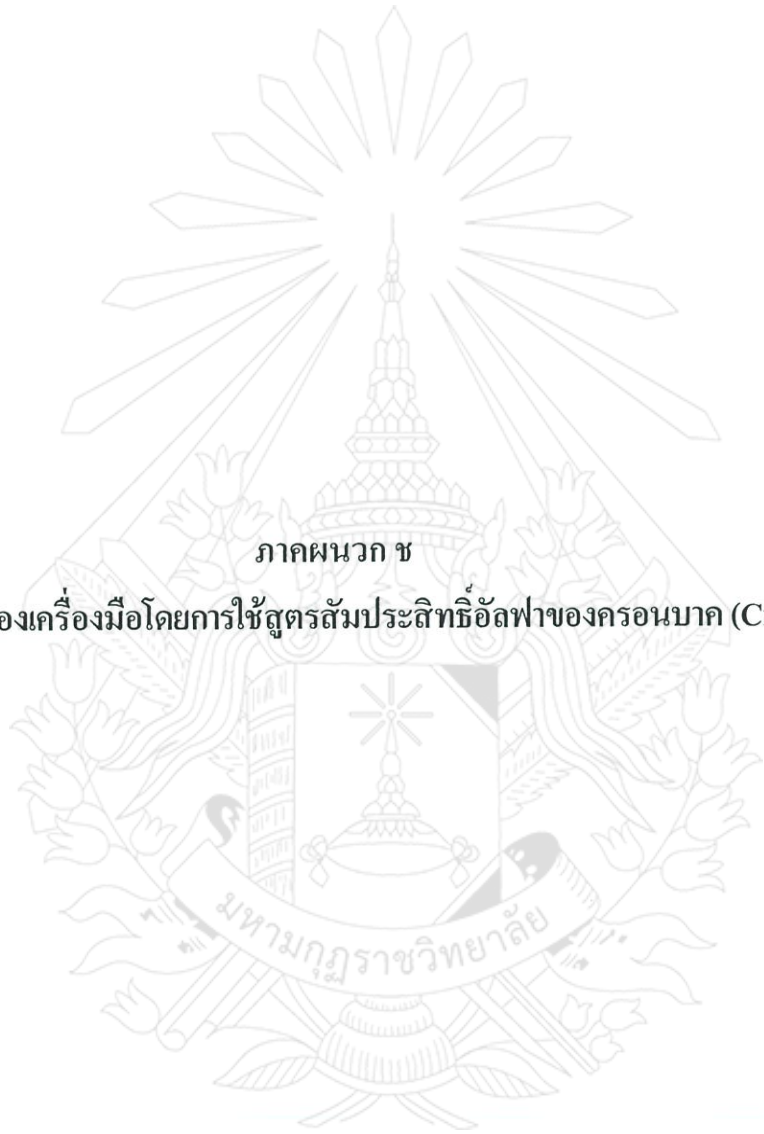 ภาคผนวก ช
องเครื่องมือโดยการใช้สูตรสัมประสิทธิ์อัลฟาของครอนบาค (C
มหามกุฏราชวิทยาลัย